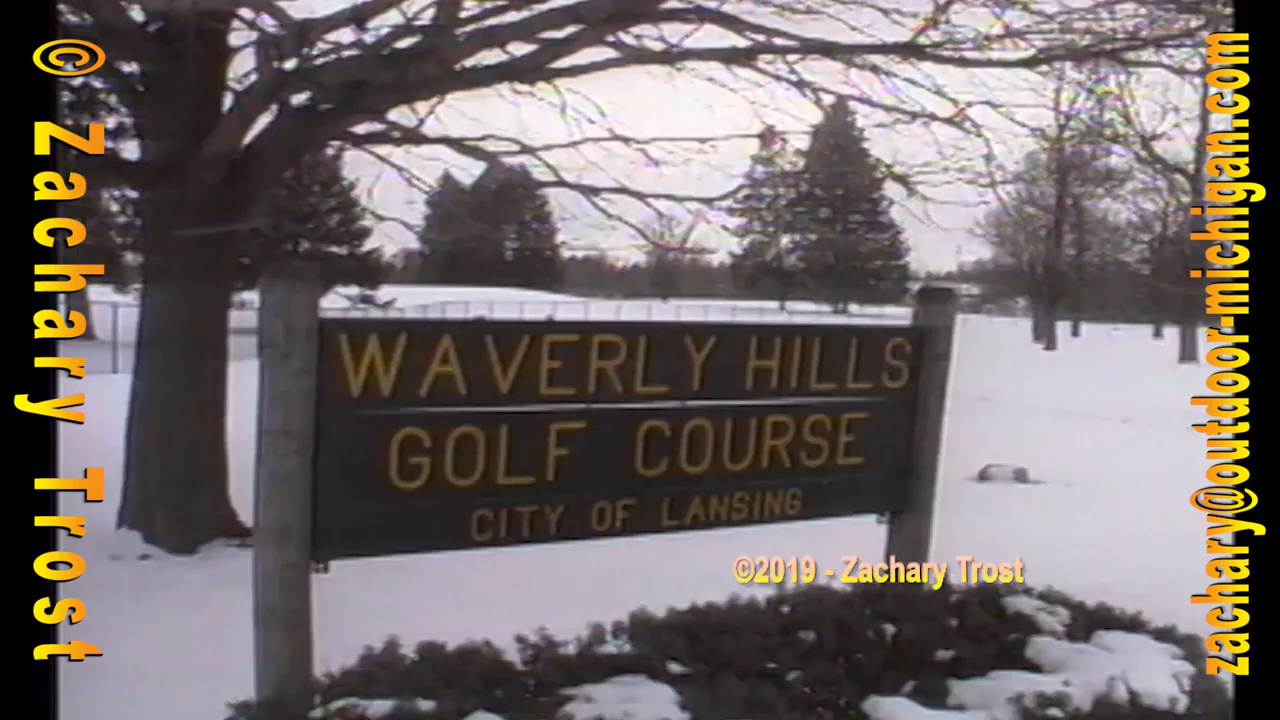 © Zachary Trost
WAVERLY HILLS
GOLF COURSE
CITY OF LANSING
©2019 - Zachary Trost
zachary@outdoor-michigan.com